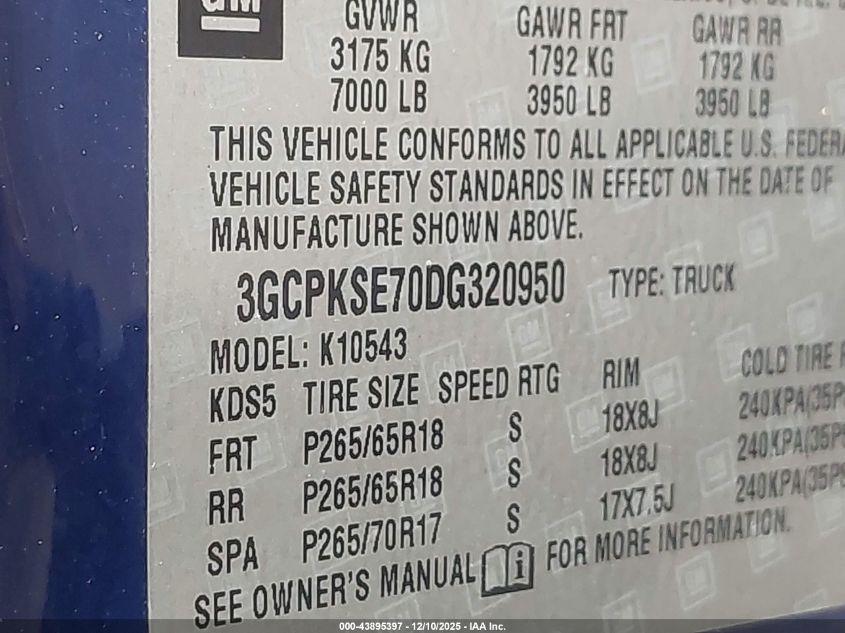 GM
GVWR GAWR FRT GAWR RR
3175 KG 1792 KG 1792 KG
7000 LB 3950 LB 3950 LB
THIS VEHICLE CONFORMS TO ALL APPLICABLE U.S. FEDERA
VEHICLE SAFETY STANDARDS IN EFFECT ON THE DATE OF
MANUFACTURE SHOWN ABOVE.
3GCPKSE70DG320950 TYPE: TRUCK
MODEL: K10543
KDS5 TIRE SIZE SPEED RTG RIM COLD TIRE
FRT P265/65R18 S 18X8J 240KPA(35P
RR P265/65R18 S 18X8J 240KPA(35P
SPA P265/70R17 S 17X7.5J 240KPA(35P
SEE OWNER'S MANUAL i FOR MORE INFORMATION.
000-43895397 - 12/10/2025 - IAA Inc.